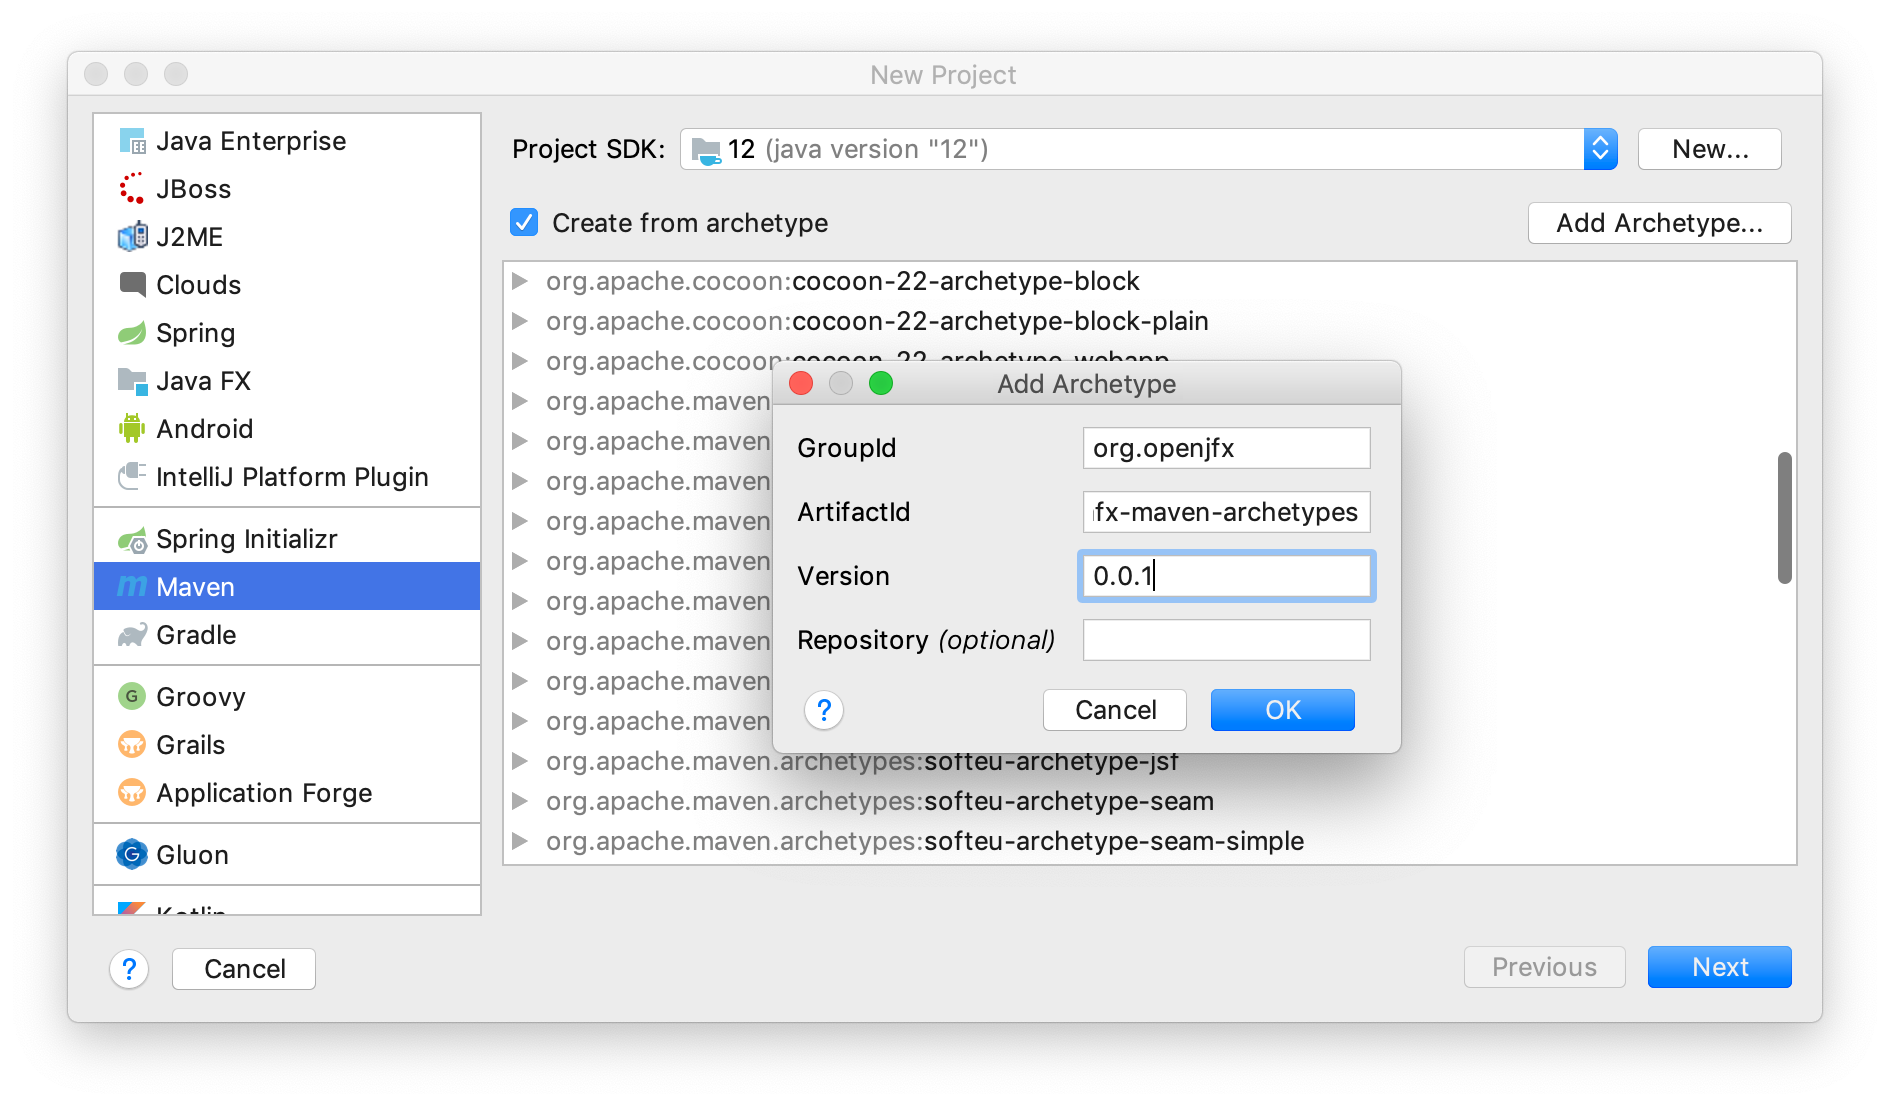 New Project
Java Enterprise
JBoss
J2ME
Clouds
Spring
Java FX
Android
IntelliJ Platform Plugin
Spring Initializr
Maven
Gradle
Groovy
Grails
Application Forge
Gluon
Kotlin
Project SDK: 12 (java version "12") New...
Create from archetype Add Archetype...
org.apache.cocoon:cocoon-22-archetype-block
org.apache.cocoon:cocoon-22-archetype-block-plain
org.apache.cocoon:cocoon-22-archetype-webapp
org.apache.maven
org.apache.maven
org.apache.maven
org.apache.maven
org.apache.maven
org.apache.maven
org.apache.maven
org.apache.maven
org.apache.maven
org.apache.maven.archetypes:softeu-archetype-jsf
org.apache.maven.archetypes:softeu-archetype-seam
org.apache.maven.archetypes:softeu-archetype-seam-simple
Add Archetype
GroupId org.openjfx
ArtifactId fx-maven-archetypes
Version 0.0.1
Repository (optional)
? Cancel OK
? Cancel Previous Next